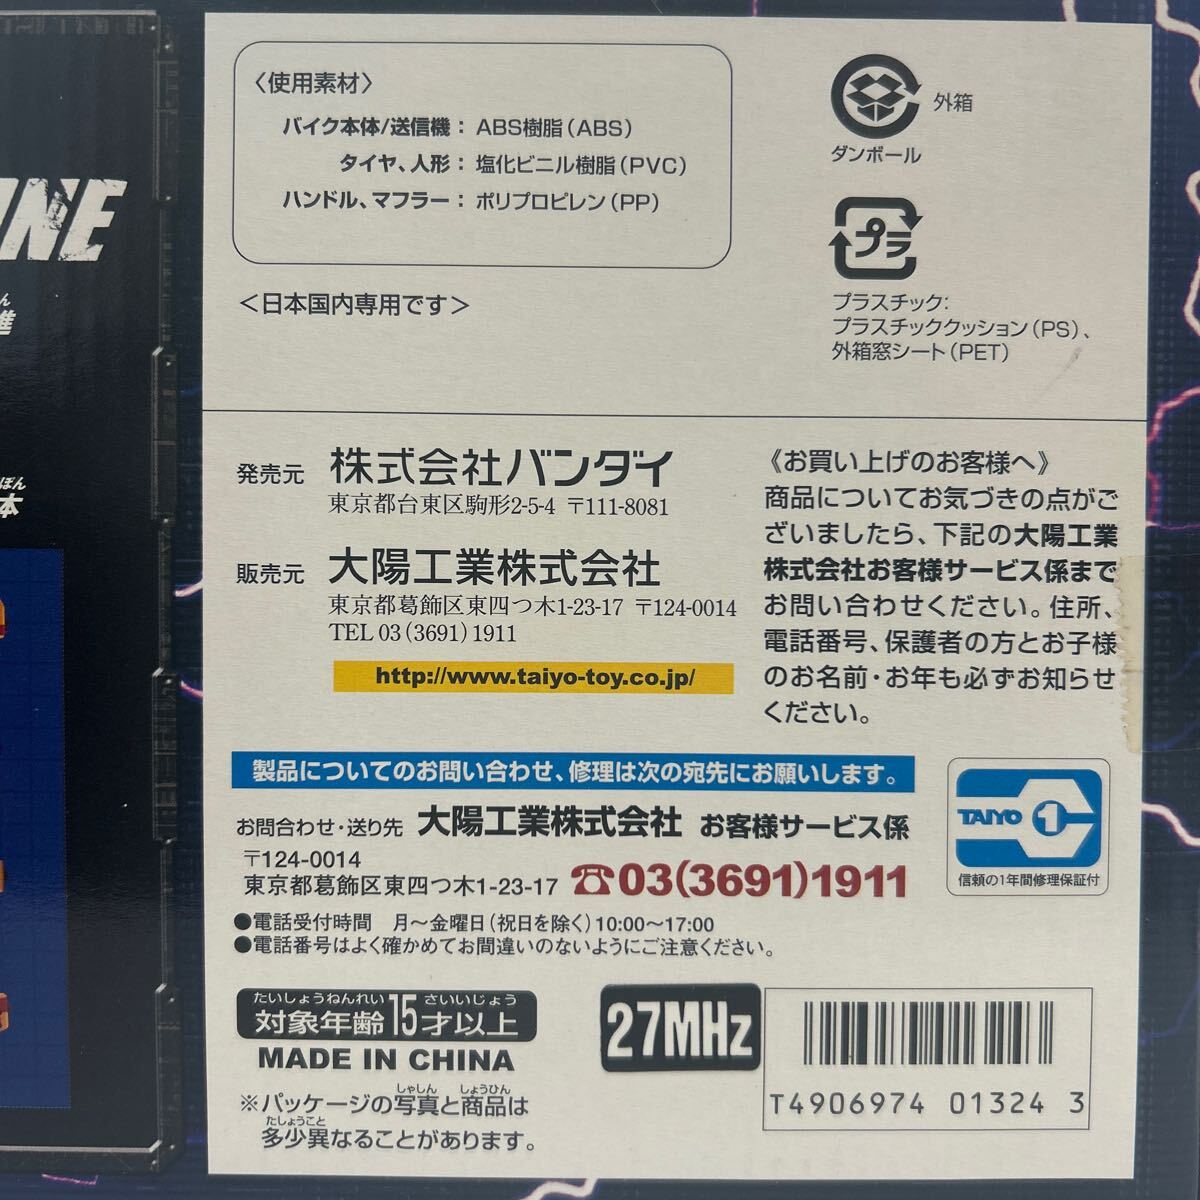 NE
ん
進
ぽん
本
〈使用素材〉
バイク本体/送信機：ABS樹脂（ABS）
タイヤ、人形：塩化ビニル樹脂（PVC）
ハンドル、マフラー：ポリプロピレン（PP）
＜日本国内専用です＞
外箱
ダンボール
プラ
プラスチック：
プラスチッククッション（PS）、
外箱窓シート（PET）
発売元 株式会社バンダイ
東京都台東区駒形2-5-4 〒111-8081
販売元 大陽工業株式会社
東京都葛飾区東四つ木1-23-17 〒124-0014
TEL 03（3691）1911
http://www.taiyo-toy.co.jp/
《お買い上げのお客様へ》
商品についてお気づきの点がご
ざいましたら、下記の大陽工業
株式会社お客様サービス係まで
お問い合わせください。住所、
電話番号、保護者の方とお子様
のお名前・お年も必ずお知らせ
ください。
製品についてのお問い合わせ、修理は次の宛先にお願いします。
お問合わせ・送り先 大陽工業株式会社 お客様サービス係
〒124-0014
東京都葛飾区東四つ木1-23-17 ☎03(3691)1911
●電話受付時間 月〜金曜日（祝日を除く）10:00〜17:00
●電話番号はよく確かめてお間違いのないようにご注意ください。
TAIYO 1
信頼の1年間修理保証付
たいしょうねんれい さいいじょう
対象年齢15才以上
MADE IN CHINA
27MHz
しゃしん しょうひん
※パッケージの写真と商品は
たしょうこと
多少異なることがあります。
T4906974 01324 3